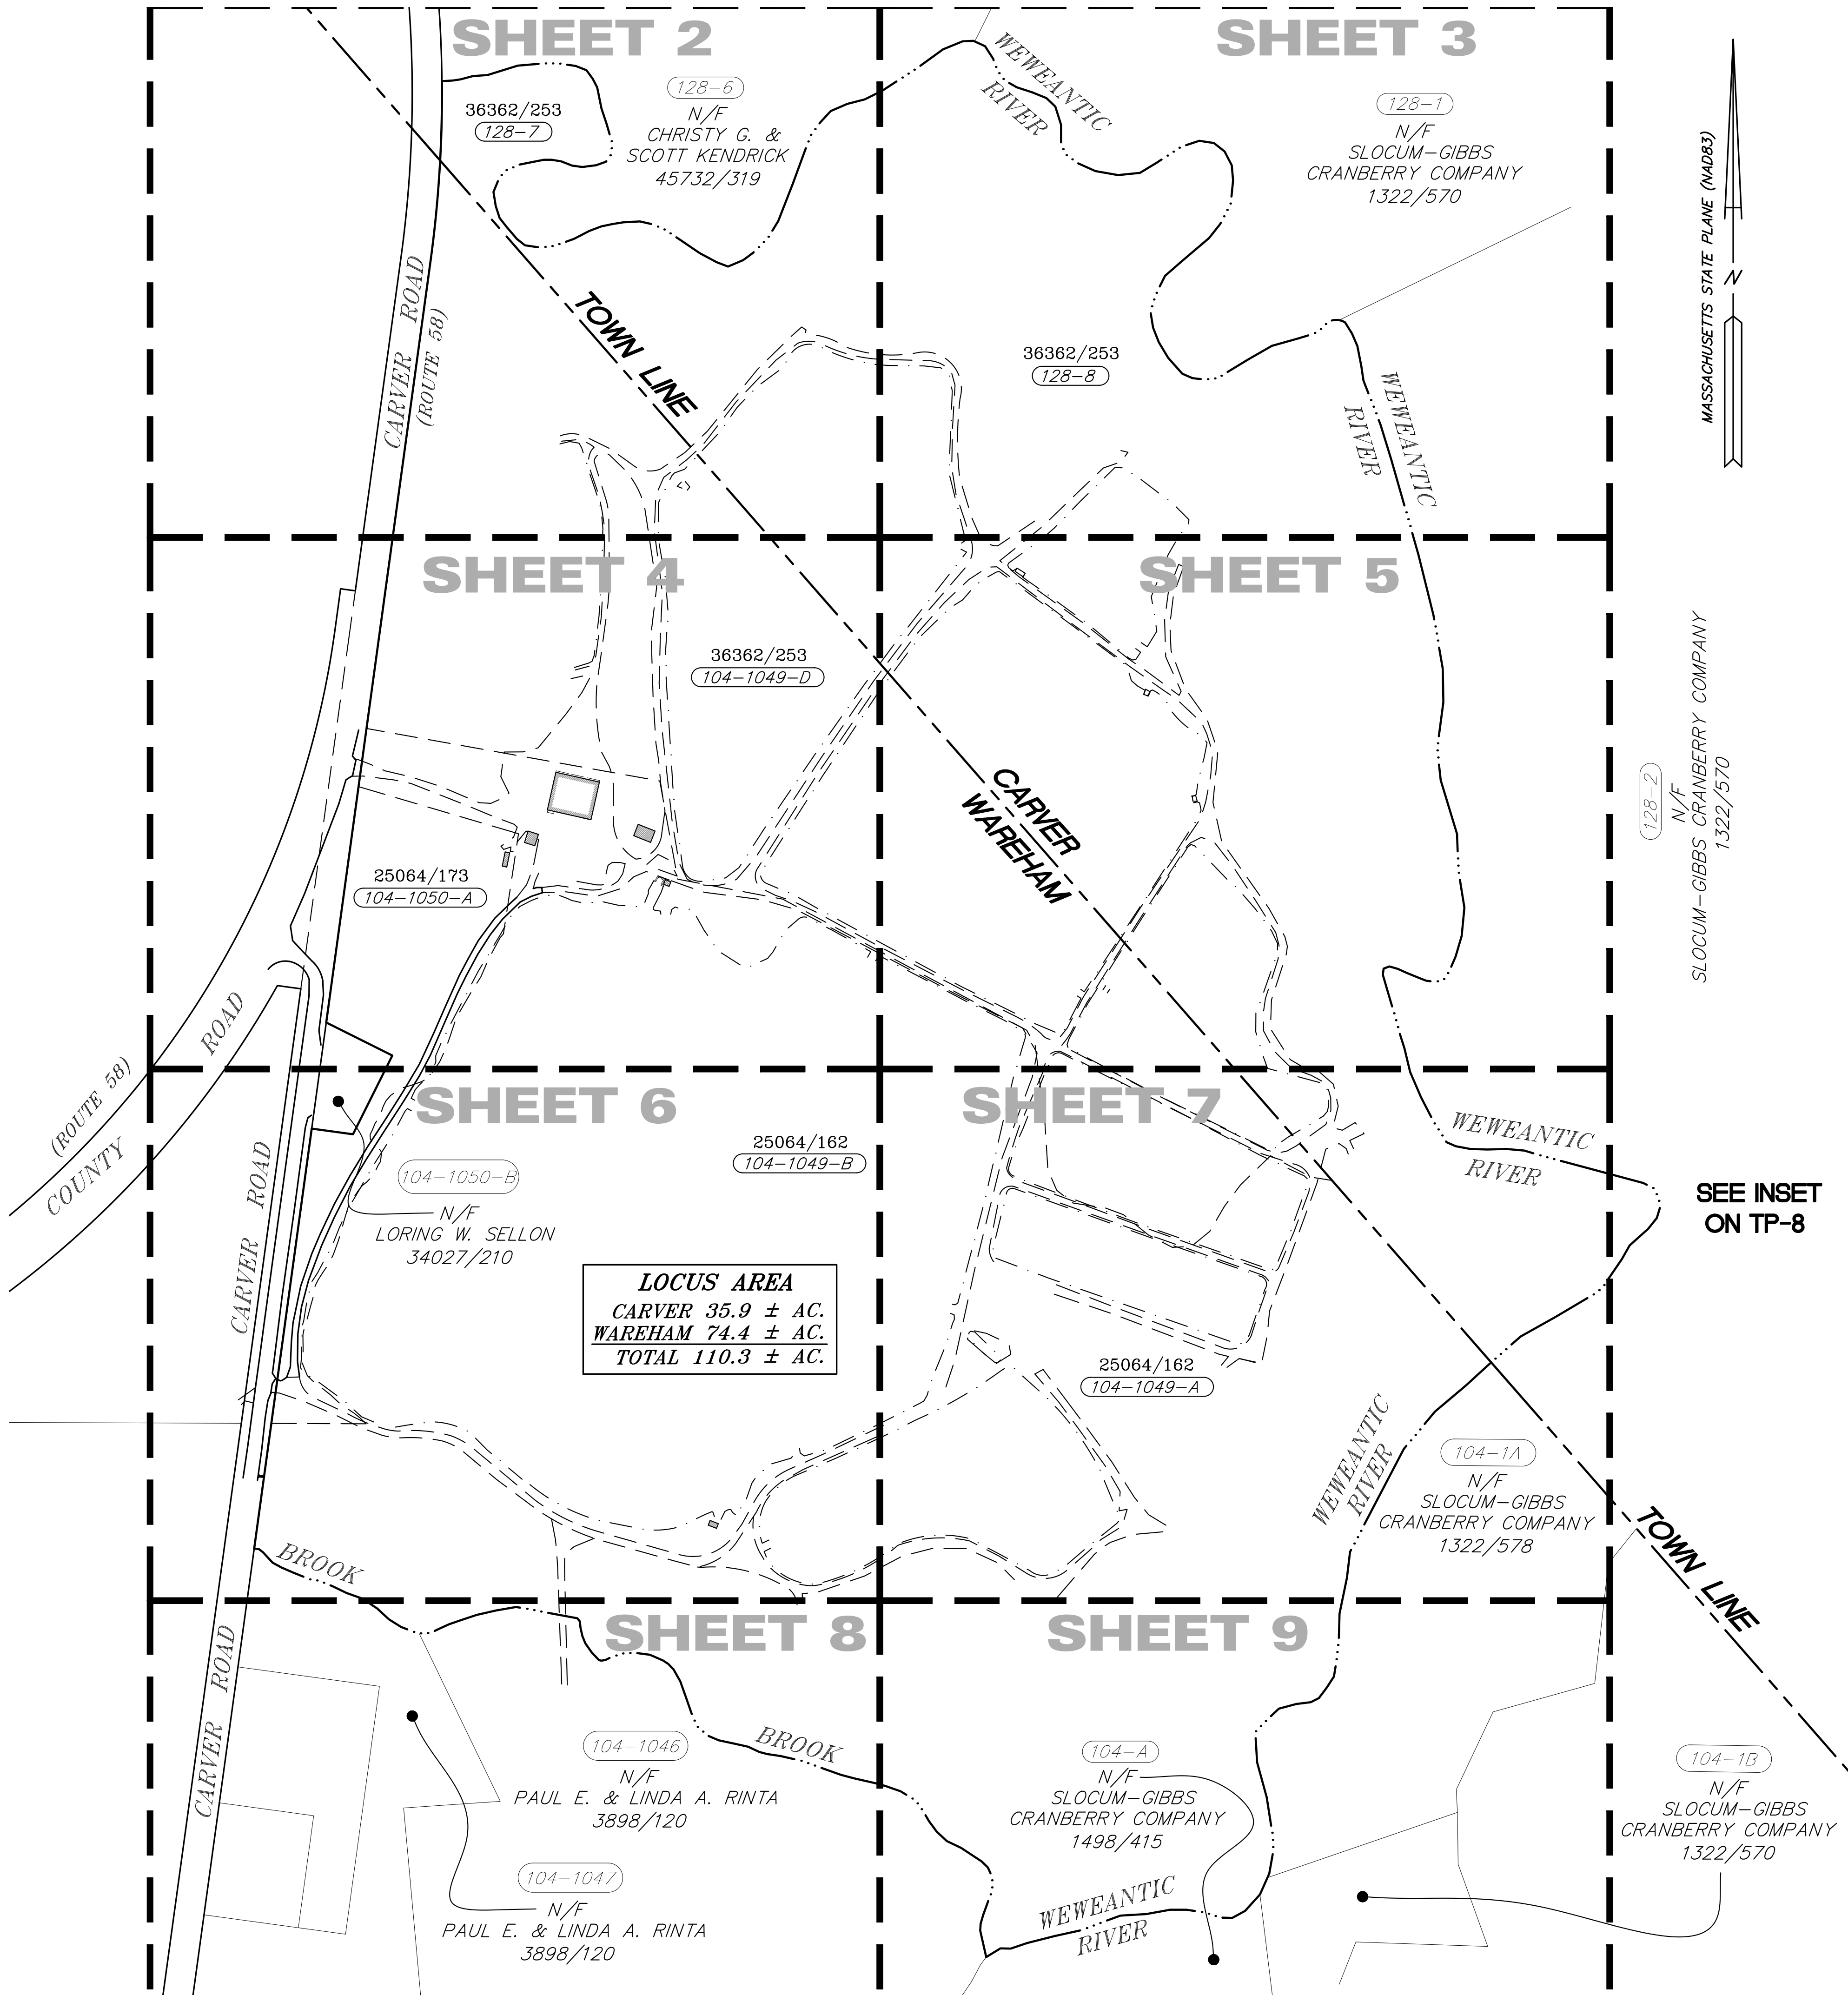 SHEET 2
SHEET 3
128-6
N/F
CHRISTY G. &
SCOTT KENDRICK
45732/319
36362/253
128-7
WEWEANTIC
RIVER
128-1
N/F
SLOCUM-GIBBS
CRANBERRY COMPANY
1322/570
MASSACHUSETTS STATE PLANE (NAD83)
N
CARVER ROAD
(ROUTE 58)
TOWN LINE
36362/253
128-8
WEWEANTIC
RIVER
SHEET 4
SHEET 5
36362/253
104-1049-D
128-2
N/F
SLOCUM-GIBBS CRANBERRY COMPANY
1322/570
CARVER
WAREHAM
25064/173
104-1050-A
(ROUTE 58)
COUNTY ROAD
SHEET 6
SHEET 7
25064/162
104-1049-B
WEWEANTIC
RIVER
SEE INSET
ON TP-8
CARVER ROAD
104-1050-B
N/F
LORING W. SELLON
34027/210
LOCUS AREA
CARVER 35.9 ± AC.
WAREHAM 74.4 ± AC.
TOTAL 110.3 ± AC.
25064/162
104-1049-A
WEWEANTIC
RIVER
104-1A
N/F
SLOCUM-GIBBS
CRANBERRY COMPANY
1322/578
TOWN LINE
BROOK
SHEET 8
SHEET 9
CARVER ROAD
104-1046
N/F
PAUL E. & LINDA A. RINTA
3898/120
BROOK
104-A
N/F
SLOCUM-GIBBS
CRANBERRY COMPANY
1498/415
104-1B
N/F
SLOCUM-GIBBS
CRANBERRY COMPANY
1322/570
104-1047
N/F
PAUL E. & LINDA A. RINTA
3898/120
WEWEANTIC
RIVER